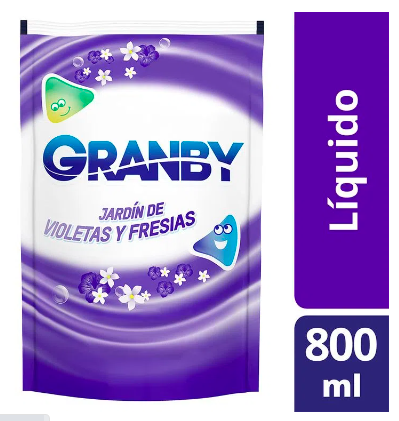 GRANBY
JARDÍN DE
VIOLETAS Y FRESIAS
Líquido
800
ml